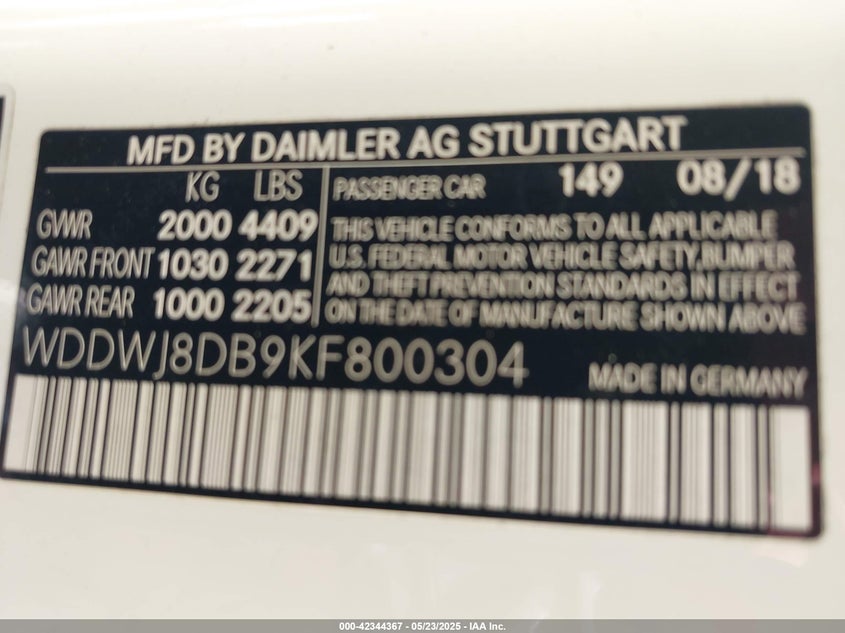 MFD BY DAIMLER AG STUTTGART
KG LBS
GVWR 2000 4409
GAWR FRONT 1030 2271
GAWR REAR 1000 2205
PASSENGER CAR 149 08/18
THIS VEHICLE CONFORMS TO ALL APPLICABLE
U.S. FEDERAL MOTOR VEHICLE SAFETY, BUMPER
AND THEFT PREVENTION STANDARDS IN EFFECT
ON THE DATE OF MANUFACTURE SHOWN ABOVE
WDDWJ8DB9KF800304
MADE IN GERMANY
000-42344367 - 05/23/2025 - IAA Inc.